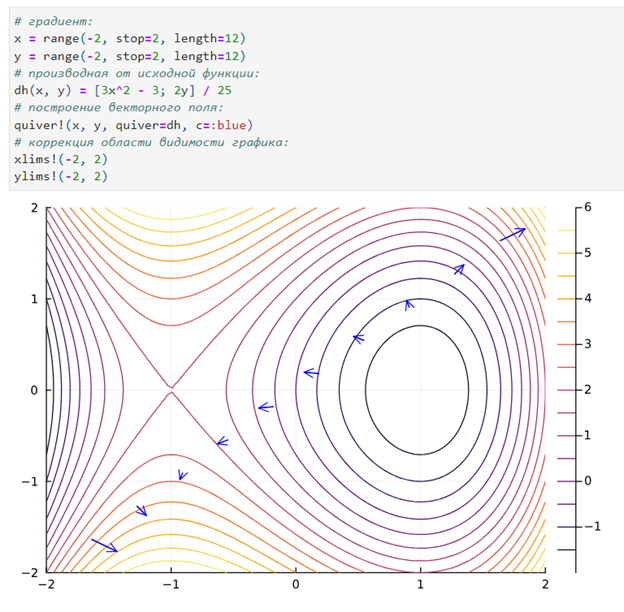 # градиент:
x = range(-2, stop=2, length=12)
y = range(-2, stop=2, length=12)
# производная от исходной функции:
dh(x, y) = [3x^2 - 3; 2y] / 25
# построение векторного поля:
quiver!(x, y, quiver=dh, c=:blue)
# коррекция области видимости графика:
xlims!(-2, 2)
ylims!(-2, 2)
2
1
0
−1
−2
−2
−1
0
1
2
6
5
4
3
2
1
0
−1